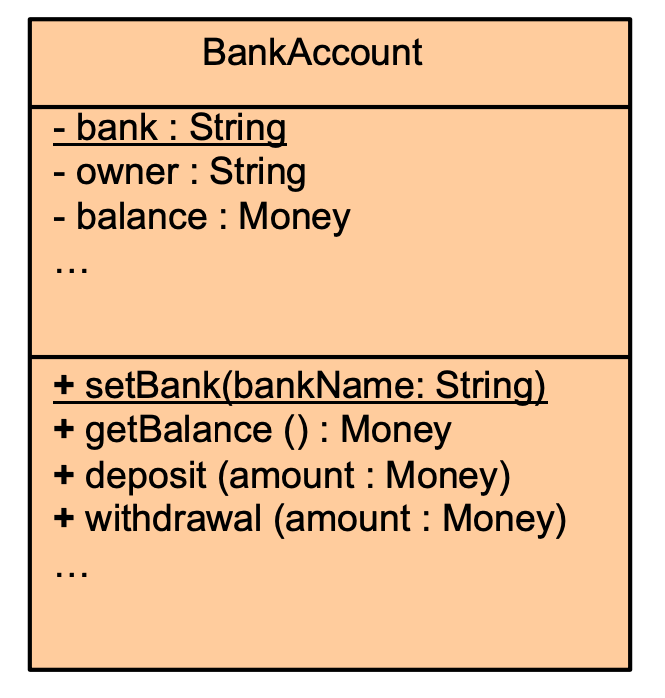 BankAccount
- bank : String
- owner : String
- balance : Money
…
+ setBank(bankName: String)
+ getBalance () : Money
+ deposit (amount : Money)
+ withdrawal (amount : Money)
…